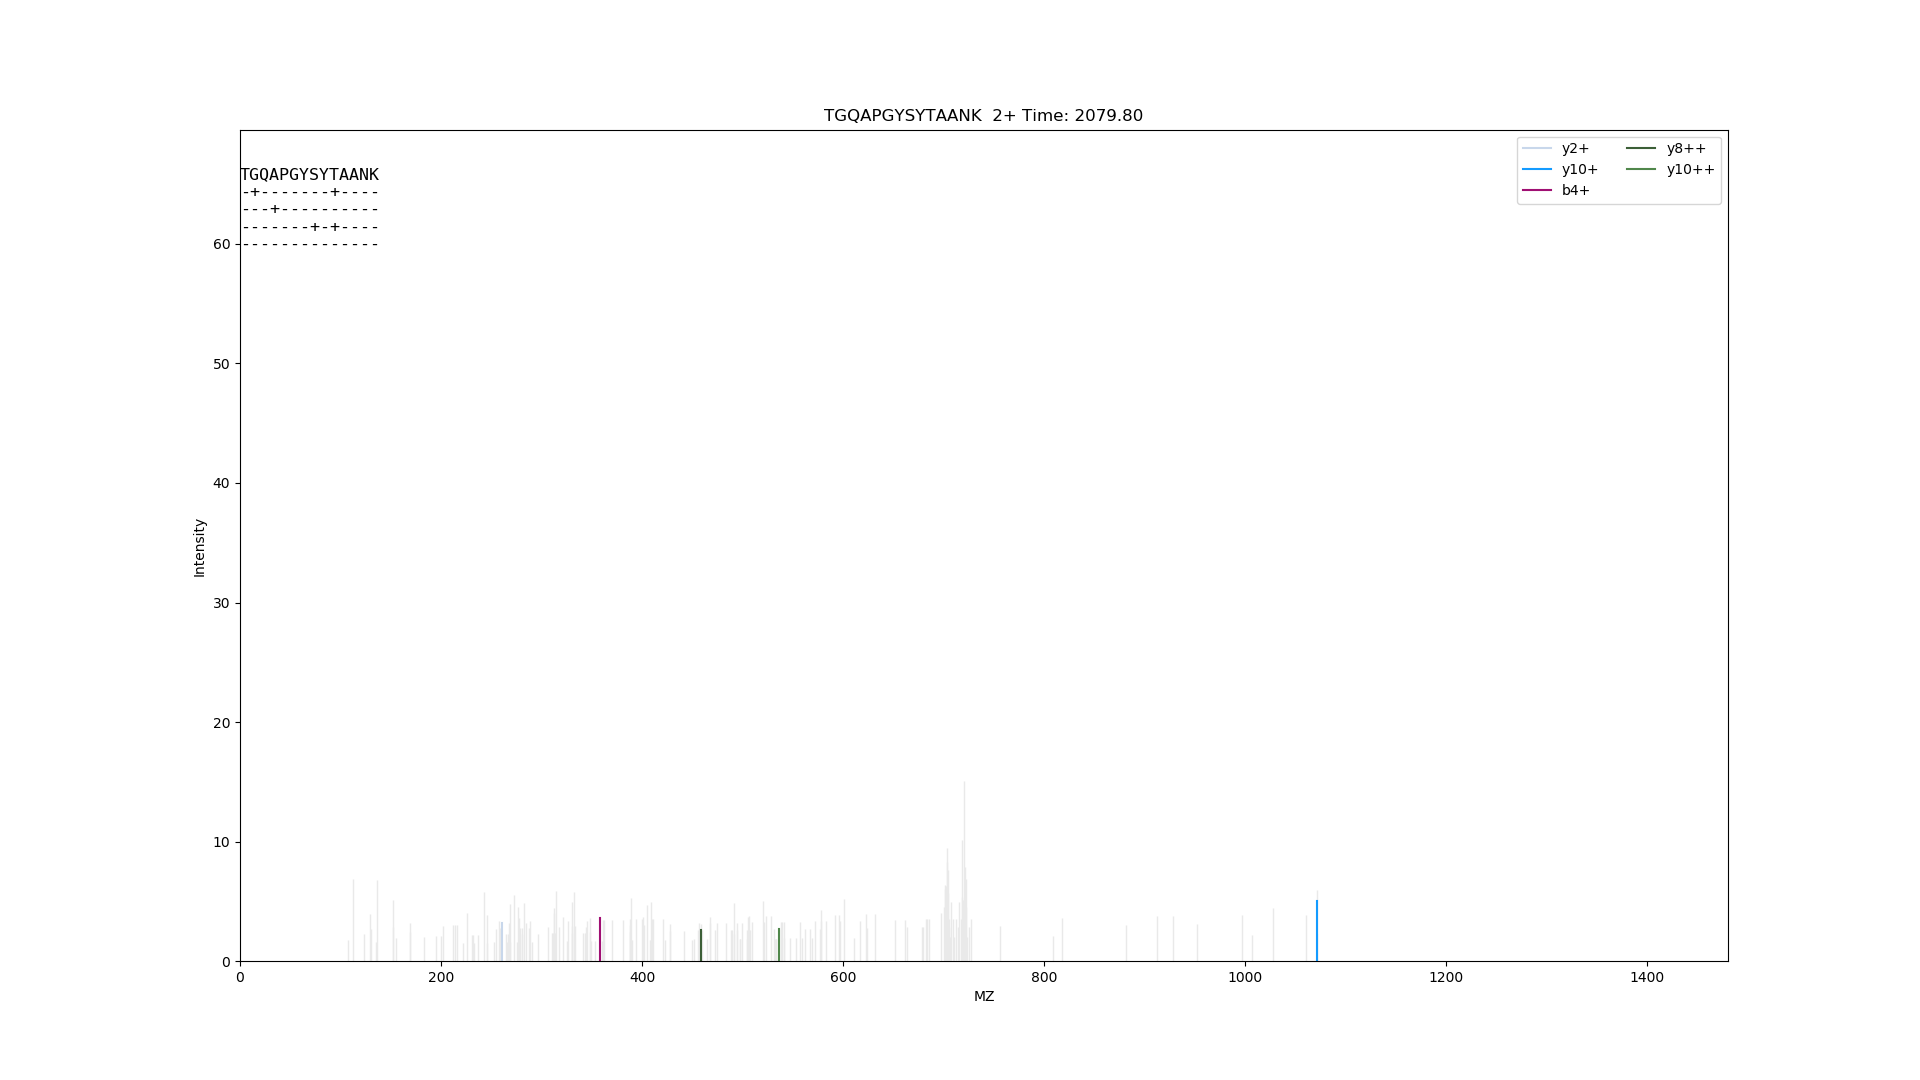 TGQAPGYSYTAANK  2+ Time: 2079.80
y2+
y10+
b4+
y8++
y10++
TGQAPGYSYTAANK
-+-------+----
---+----------
-------+-+----
--------------
60
50
40
30
20
10
0
Intensity
0 200 400 600 800 1000 1200 1400
MZ